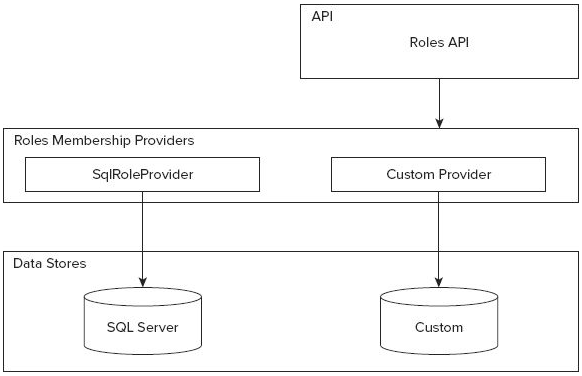 API
Roles API
Roles Membership Providers
SqlRoleProvider
Custom Provider
Data Stores
SQL Server
Custom